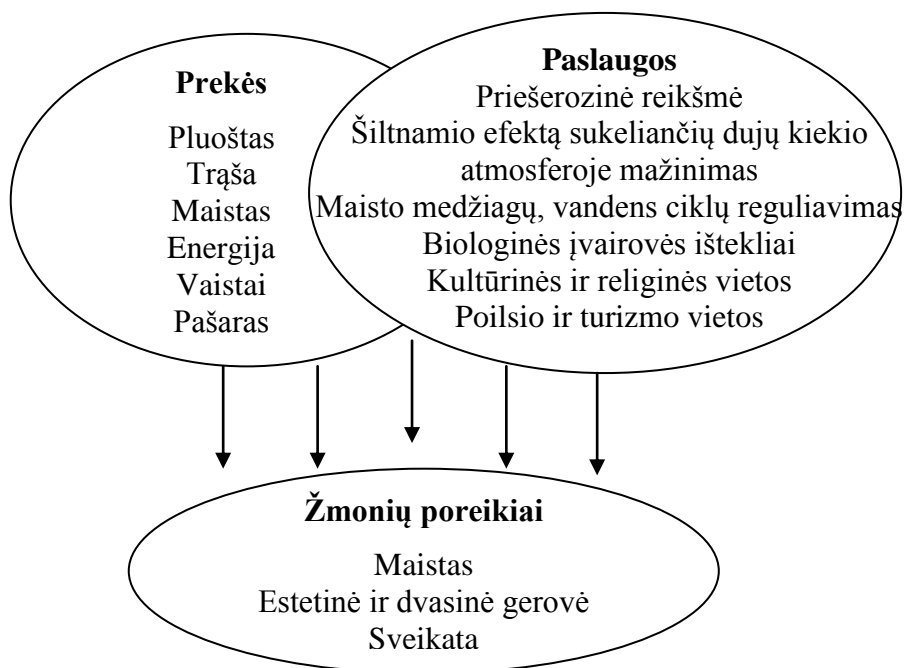 Prekės
Pluoštas
Trąša
Maistas
Energija
Vaistai
Pašaras
Paslaugos
Priešerozinė reikšmė
Šiltnamio efektą sukeliančių dujų kiekio
atmosferoje mažinimas
Maisto medžiagų, vandens ciklų reguliavimas
Biologinės įvairovės ištekliai
Kultūrinės ir religinės vietos
Poilsio ir turizmo vietos
Žmonių poreikiai
Maistas
Estetinė ir dvasinė gerovė
Sveikata